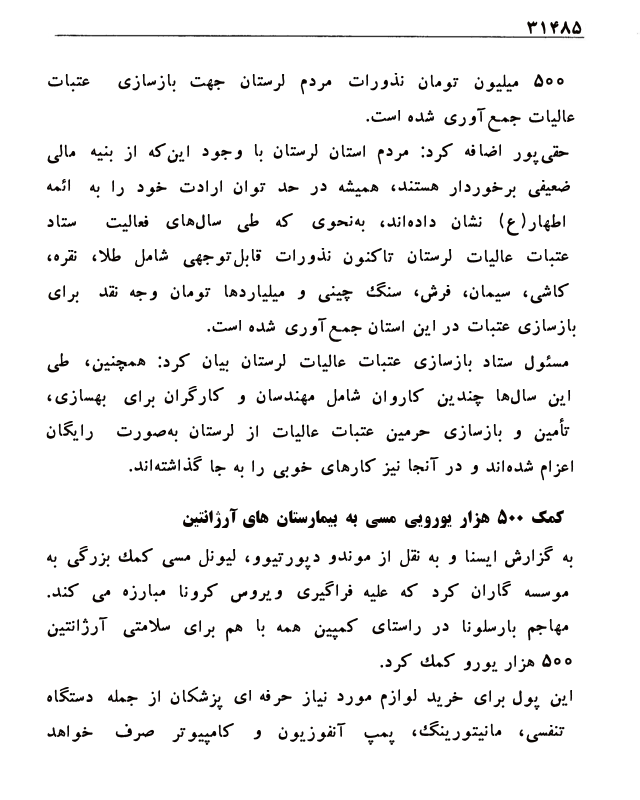 ۳۱۴۸۵
۵۰۰ میلیون تومان نذورات مردم لرستان جهت بازسازی عتبات
عالیات جمع‌آوری شده است.
حقی‌پور اضافه کرد: مردم استان لرستان با وجود این‌که از بنیه مالی
ضعیفی برخوردار هستند، همیشه در حد توان ارادت خود را به ائمه
اطهار(ع) نشان داده‌اند، به‌نحوی که طی سال‌های فعالیت ستاد
عتبات عالیات لرستان تاکنون نذورات قابل‌توجهی شامل طلا، نقره،
کاشی، سیمان، فرش، سنگ چینی و میلیاردها تومان وجه نقد برای
بازسازی عتبات در این استان جمع‌آوری شده است.
مسئول ستاد بازسازی عتبات عالیات لرستان بیان کرد: همچنین، طی
این سال‌ها چندین کاروان شامل مهندسان و کارگران برای بهسازی،
تأمین و بازسازی حرمین عتبات عالیات از لرستان به‌صورت رایگان
اعزام شده‌اند و در آنجا نیز کارهای خوبی را به جا گذاشته‌اند.
کمک ۵۰۰ هزار یورویی مسی به بیمارستان های آرژانتین
به گزارش ایسنا و به نقل از موندو دپورتیوو، لیونل مسی کمک بزرگی به
موسسه گاران کرد که علیه فراگیری ویروس کرونا مبارزه می کند.
مهاجم بارسلونا در راستای کمپین همه با هم برای سلامتی آرژانتین
۵۰۰ هزار یورو کمک کرد.
این پول برای خرید لوازم مورد نیاز حرفه ای پزشکان از جمله دستگاه
تنفسی، مانیتورینگ، پمپ آنفوزیون و کامپیوتر صرف خواهد